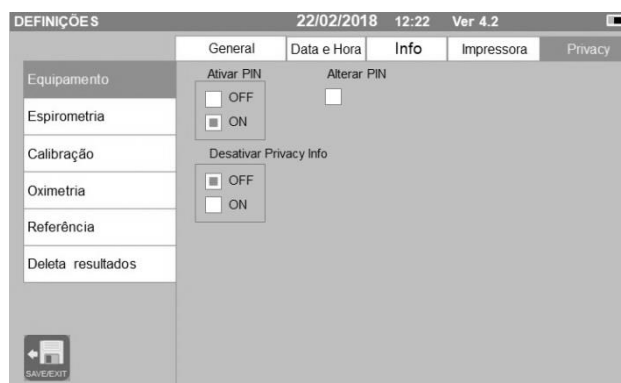 DEFINIÇÕES 22/02/2018 12:22 Ver 4.2
General Data e Hora Info Impressora Privacy
Equipamento
Espirometria
Calibração
Oximetria
Referência
Deleta resultados
Ativar PIN Alterar PIN
OFF
ON
Desativar Privacy Info
OFF
ON
SAVE/EXIT